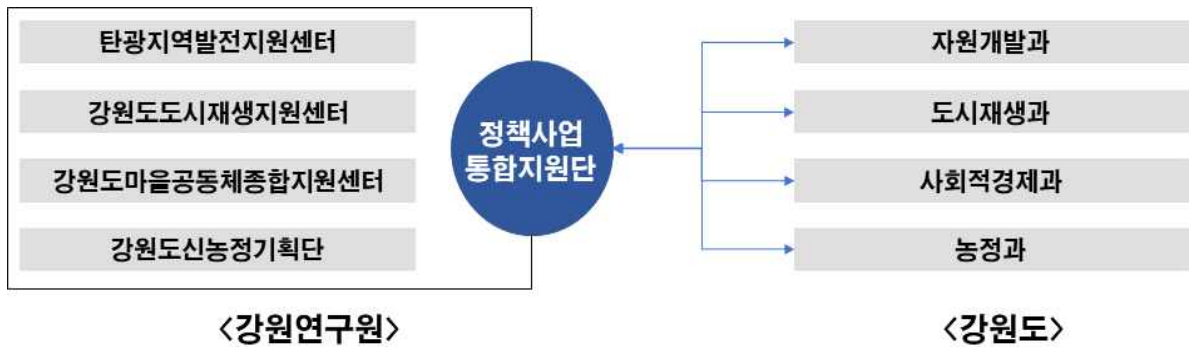 탄광지역발전지원센터
강원도도시재생지원센터
강원도마을공동체종합지원센터
강원도신농정기획단
정책사업
통합지원단
자원개발과
도시재생과
사회적경제과
농정과
<강원연구원>
<강원도>